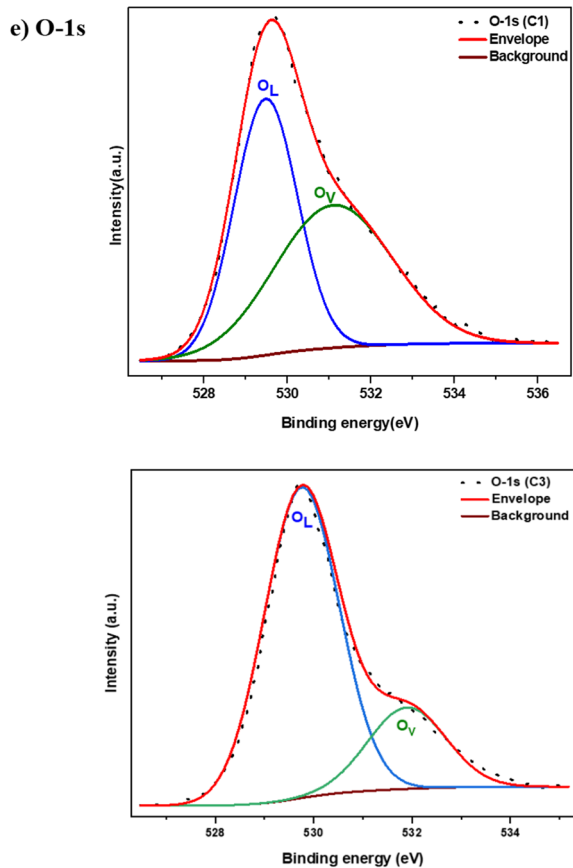 e) O-1s
O-1s (C1)
Envelope
Background
OL
OV
Intensity(a.u.)
528 530 532 534 536
Binding energy(eV)
O-1s (C3)
Envelope
Background
OL
OV
Intensity (a.u.)
528 530 532 534
Binding energy (eV)